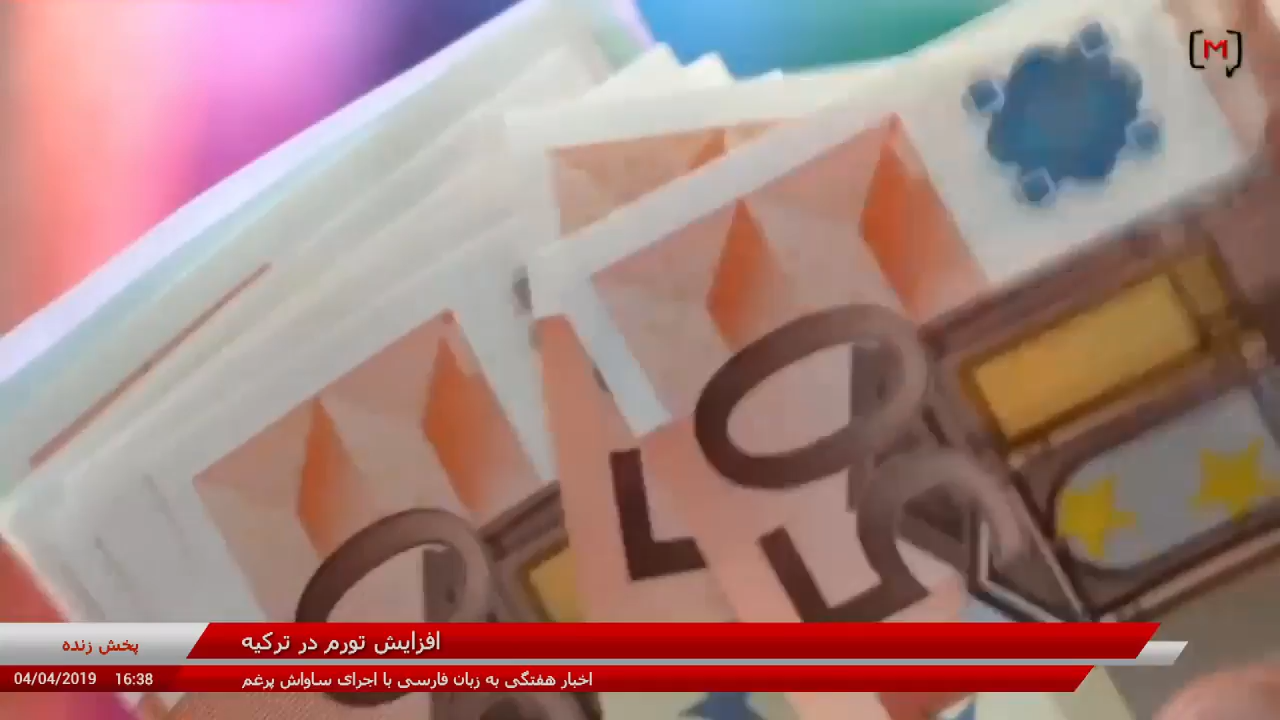 [M]
50
پخش زنده
افزایش تورم در ترکیه
04/04/2019 16:38
اخبار هفتگی به زبان فارسی با اجرای ساواش پرغم